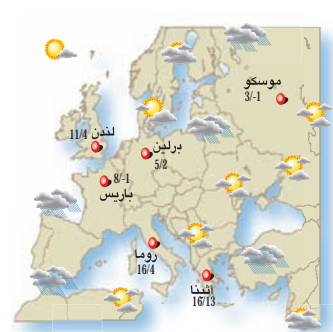 موسكو
3/-1
لندن
11/4
برلين
5/2
8/-1
باريس
روما
16/4
أثينا
16/13